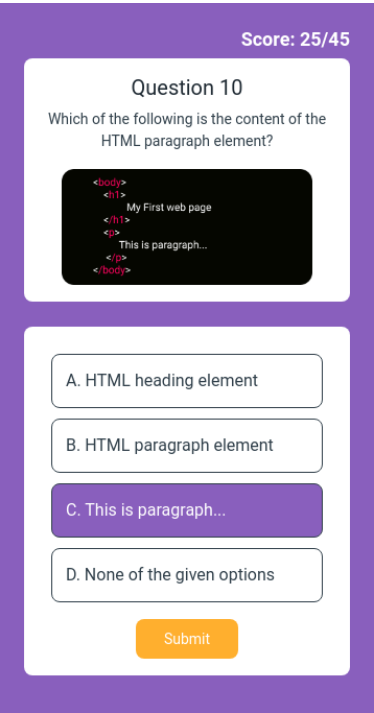 Score: 25/45
Question 10
Which of the following is the content of the
HTML paragraph element?
<body>
<h1>
My First web page
</h1>
<p>
This is paragraph...
</p>
</body>
A. HTML heading element
B. HTML paragraph element
C. This is paragraph...
D. None of the given options
Submit